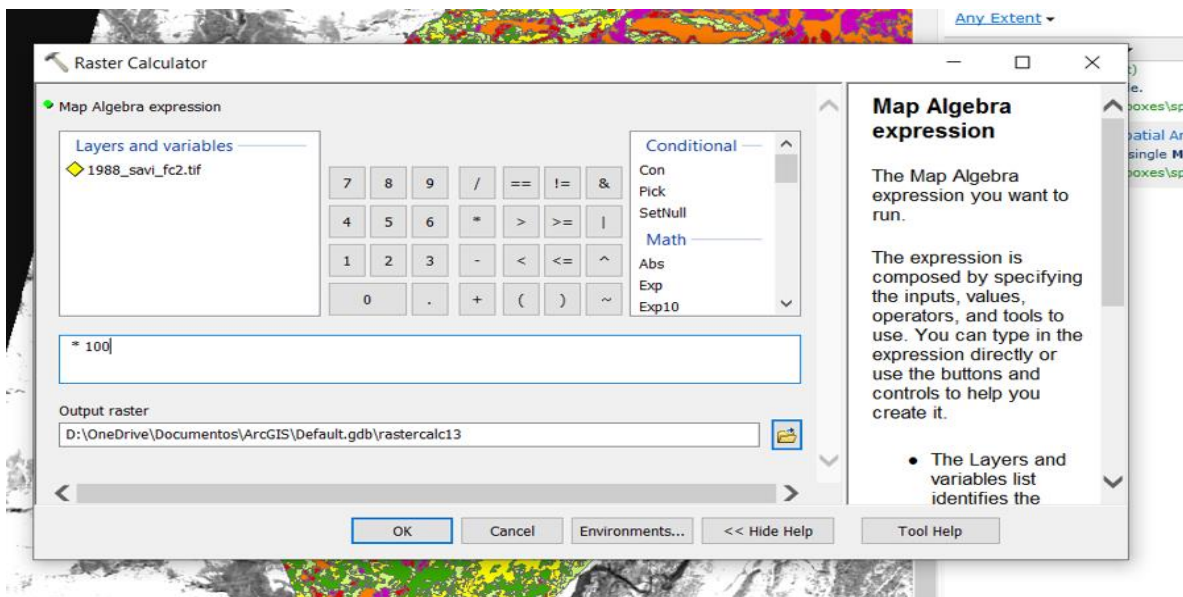 Any Extent
Raster Calculator
Map Algebra expression
Layers and variables
1988_savi_fc2.tif
7 8 9 / == != &
4 5 6 * > >= |
1 2 3 - < <= ^
0 . + ( ) ~
Conditional
Con
Pick
SetNull
Math
Abs
Exp
Exp10
* 100
Output raster
D:\OneDrive\Documentos\ArcGIS\Default.gdb\rastercalc13
OK Cancel Environments... << Hide Help Tool Help
Map Algebra
expression
The Map Algebra
expression you want to
run.
The expression is
composed by specifying
the inputs, values,
operators, and tools to
use. You can type in the
expression directly or
use the buttons and
controls to help you
create it.
● The Layers and
variables list
identifies the